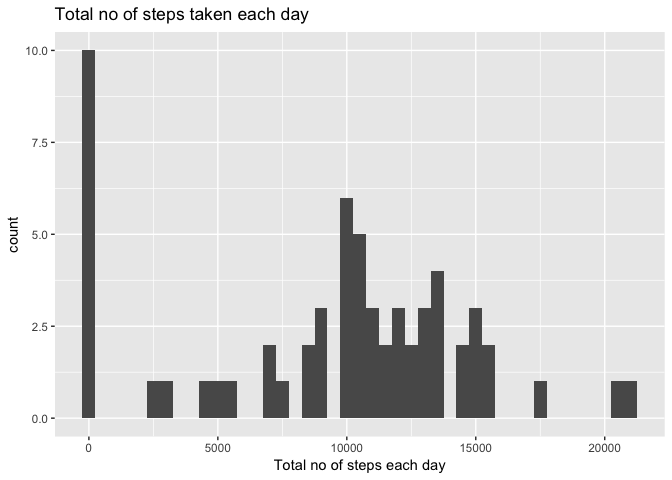 Total no of steps taken each day
10.0
7.5
5.0
2.5
0.0
count
0 5000 10000 15000 20000
Total no of steps each day